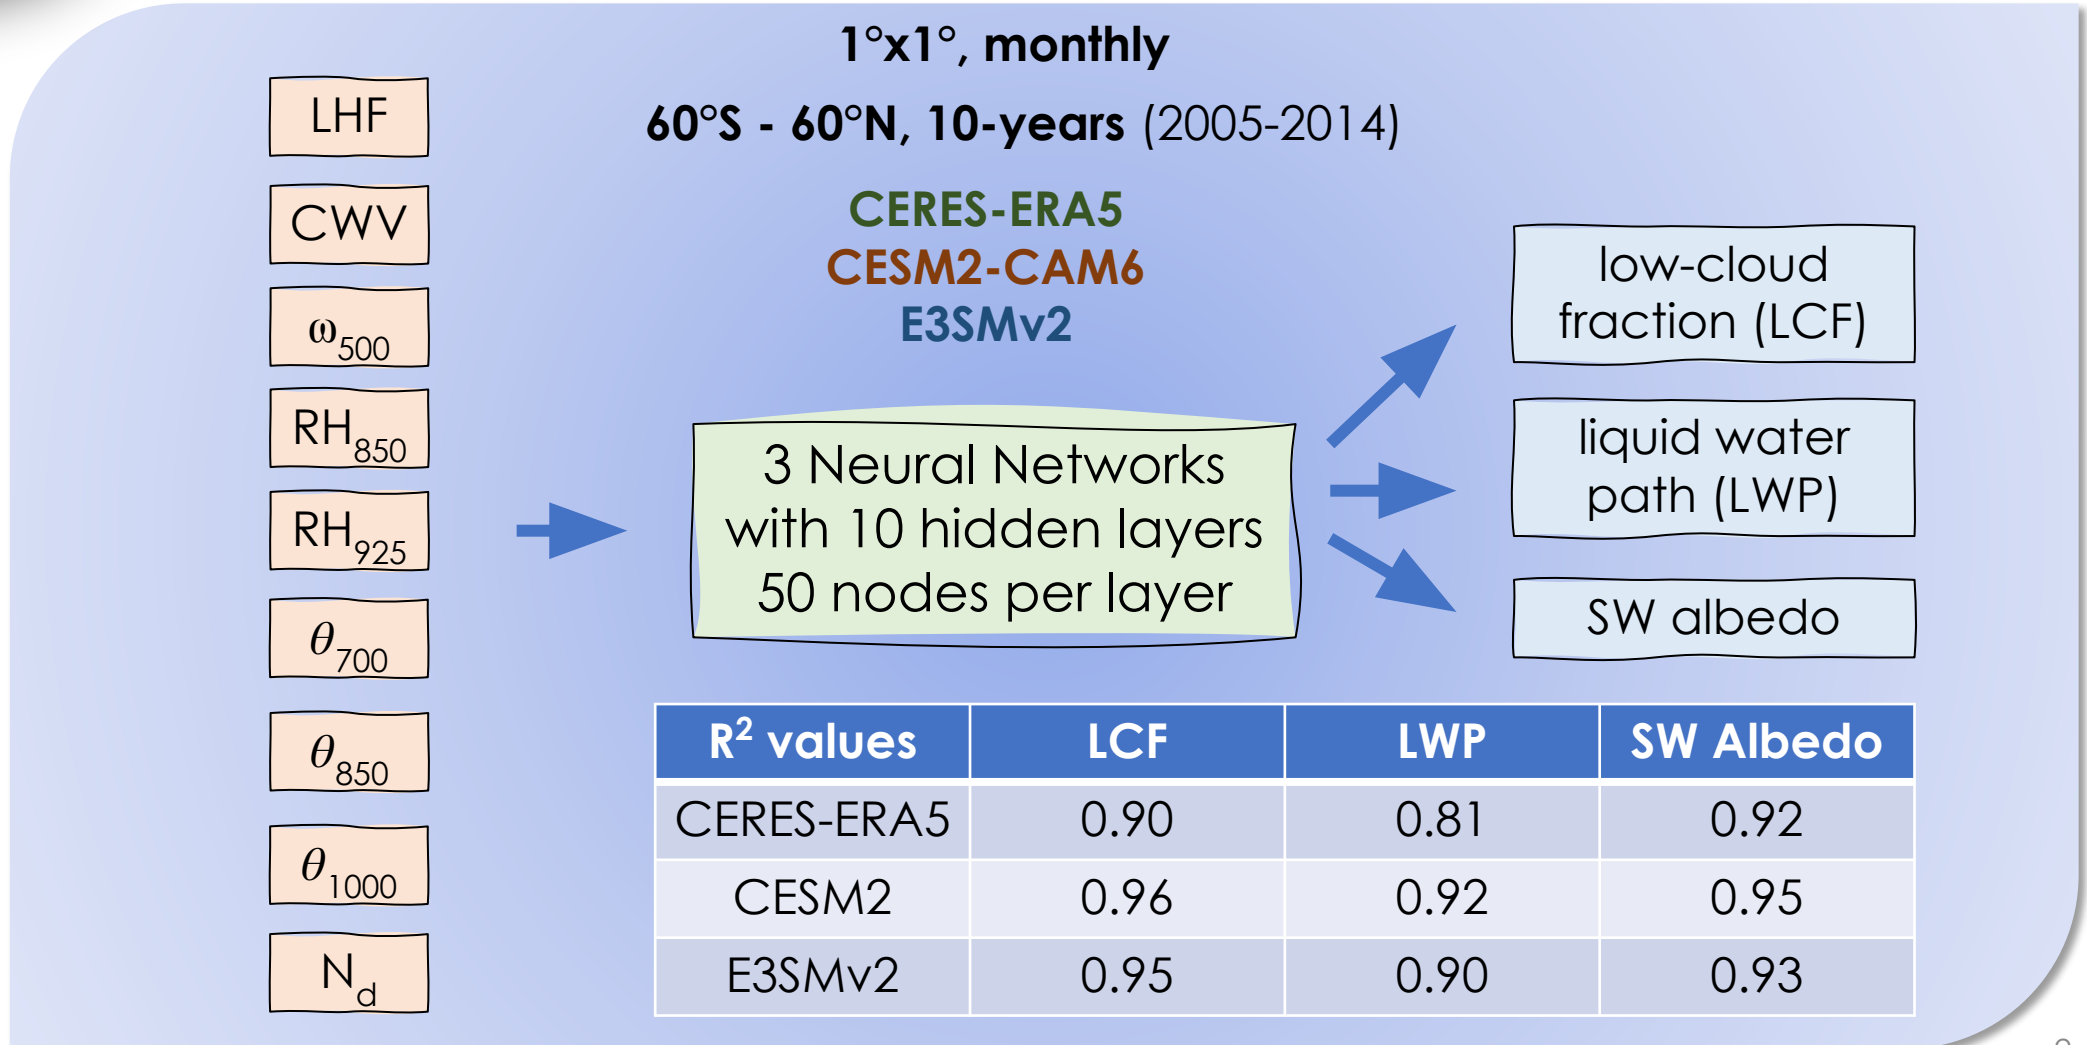 1°x1°, monthly
60°S - 60°N, 10-years (2005-2014)
CERES-ERA5
CESM2-CAM6
E3SMv2
LHF
CWV
ω500
RH850
RH925
θ700
θ850
θ1000
Nd
3 Neural Networks
with 10 hidden layers
50 nodes per layer
low-cloud
fraction (LCF)
liquid water
path (LWP)
SW albedo
R² values LCF LWP SW Albedo
CERES-ERA5 0.90 0.81 0.92
CESM2 0.96 0.92 0.95
E3SMv2 0.95 0.90 0.93